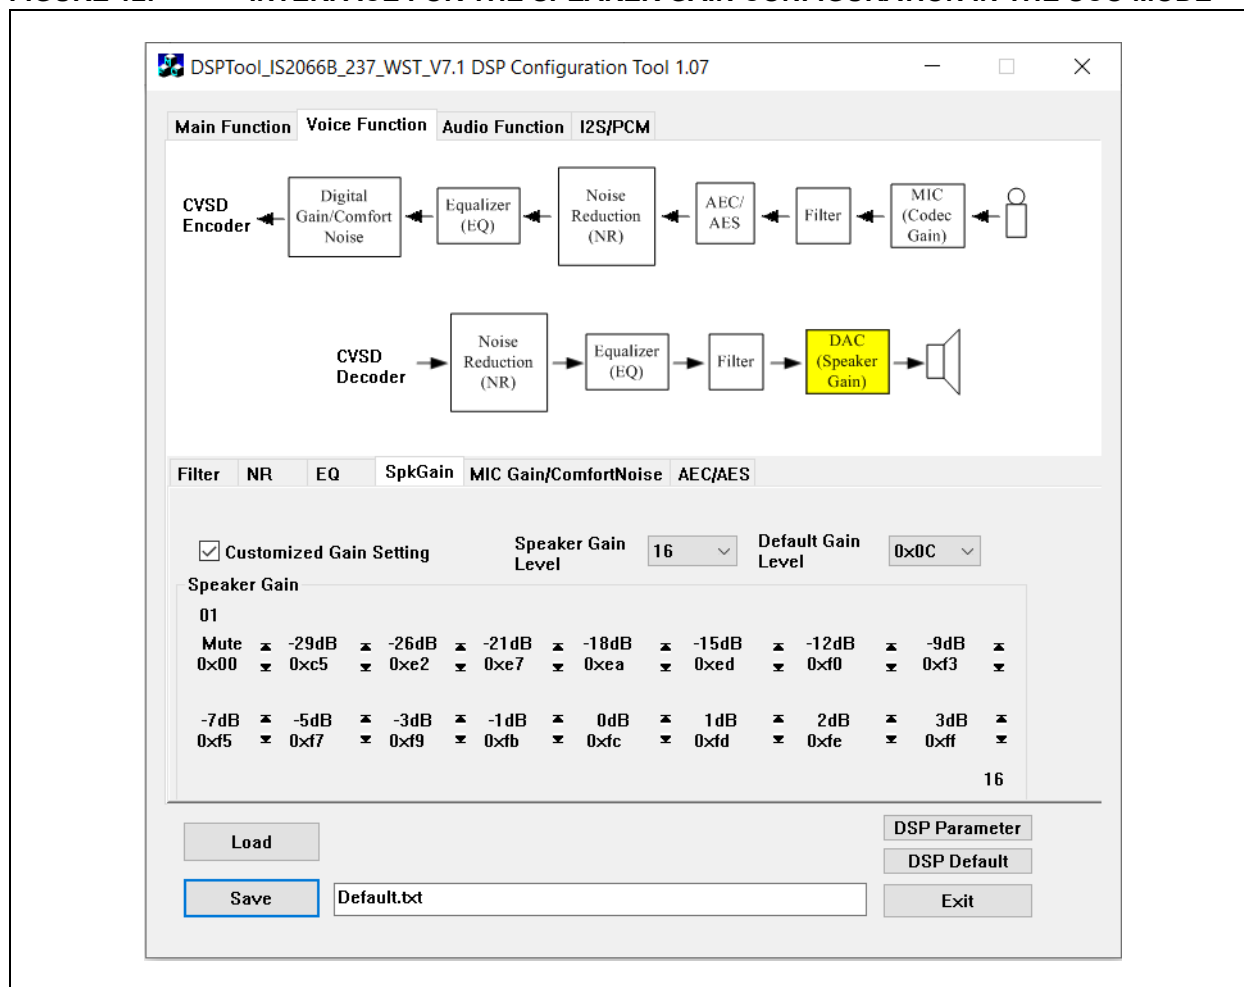 DSPTool_IS2066B_237_WST_V7.1 DSP Configuration Tool 1.07
Main Function Voice Function Audio Function I2S/PCM
CVSD
Encoder
Digital
Gain/Comfort
Noise
Equalizer
(EQ)
Noise
Reduction
(NR)
AEC/
AES
Filter
MIC
(Codec
Gain)
CVSD
Decoder
Noise
Reduction
(NR)
Equalizer
(EQ)
Filter
DAC
(Speaker
Gain)
Filter NR EQ SpkGain MIC Gain/ComfortNoise AEC/AES
Customized Gain Setting
Speaker Gain
Level
16
Default Gain
Level
0x0C
Speaker Gain
01
Mute -29dB -26dB -21dB -18dB -15dB -12dB -9dB
0x00 0xc5 0xe2 0xe7 0xea 0xed 0xf0 0xf3
-7dB -5dB -3dB -1dB 0dB 1dB 2dB 3dB
0xf5 0xf7 0xf9 0xfb 0xfc 0xfd 0xfe 0xff
16
Load
DSP Parameter
DSP Default
Save
Default.txt
Exit